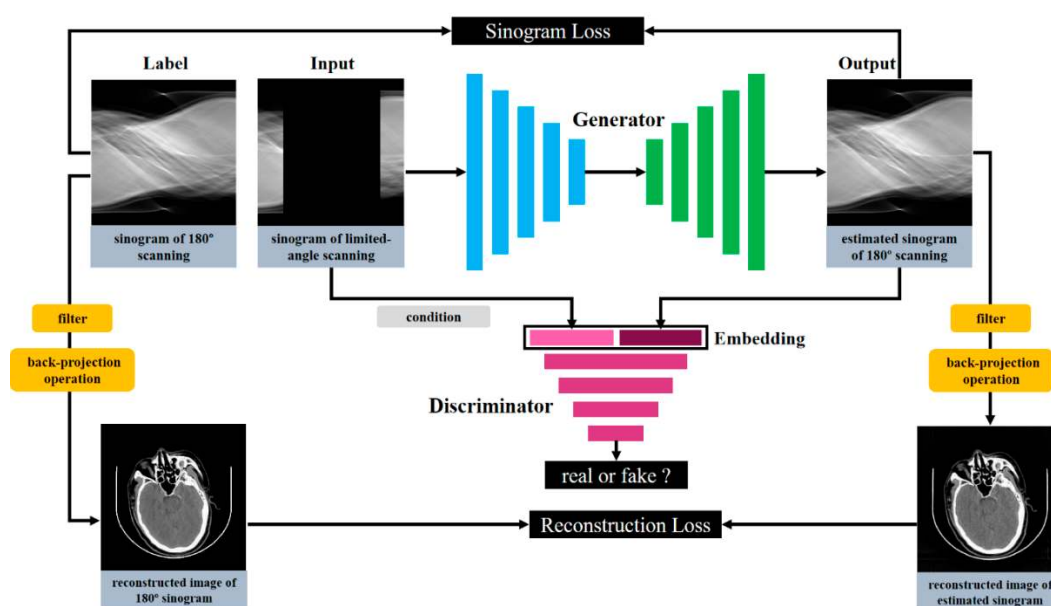 Sinogram Loss
Label
Input
Output
Generator
sinogram of 180°
scanning
sinogram of limited-
angle scanning
estimated sinogram
of 180° scanning
filter
condition
filter
Embedding
back-projection
operation
back-projection
operation
Discriminator
real or fake ?
Reconstruction Loss
reconstructed image of
180° sinogram
reconstructed image of
estimated sinogram